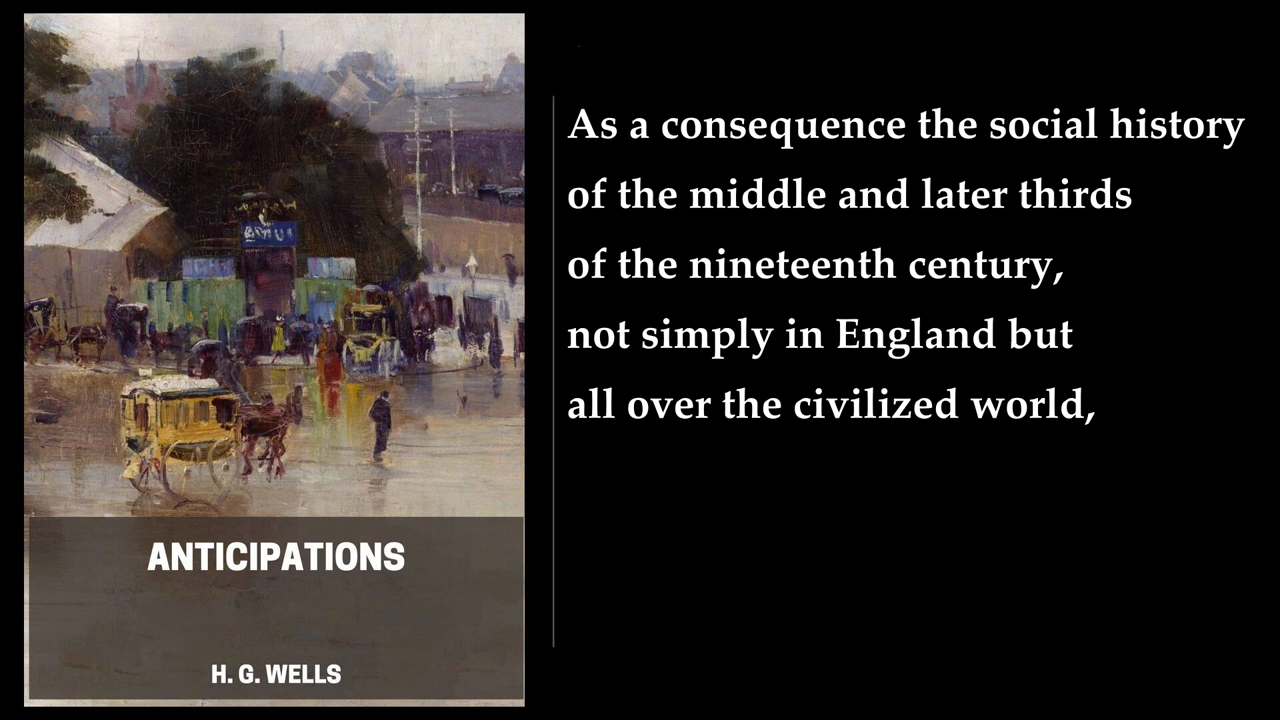 ANTICIPATIONS
H. G. WELLS
As a consequence the social history
of the middle and later thirds
of the nineteenth century,
not simply in England but
all over the civilized world,